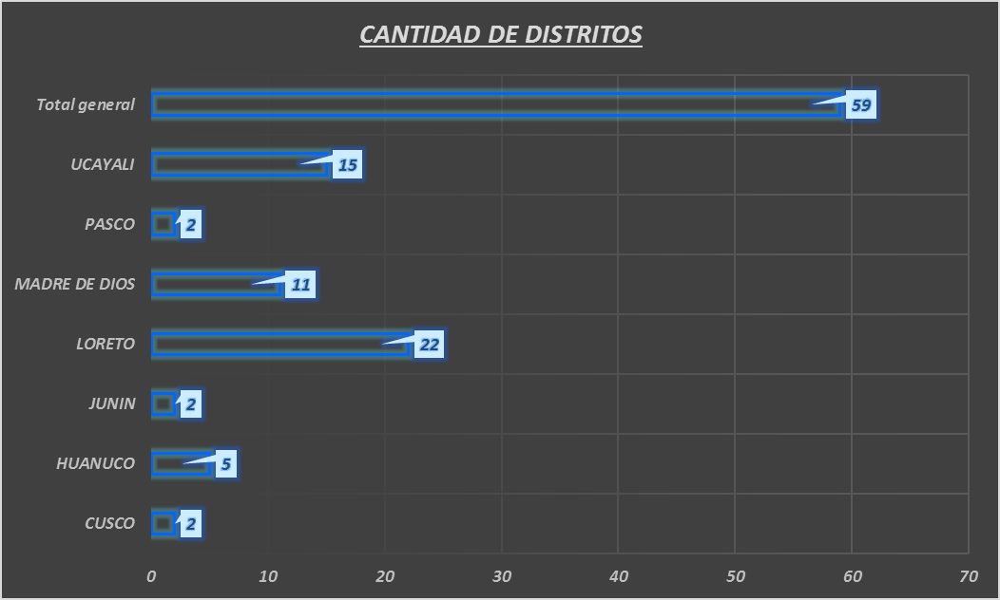 CANTIDAD DE DISTRITOS
Total general 59
UCAYALI 15
PASCO 2
MADRE DE DIOS 11
LORETO 22
JUNIN 2
HUANUCO 5
CUSCO 2
0 10 20 30 40 50 60 70